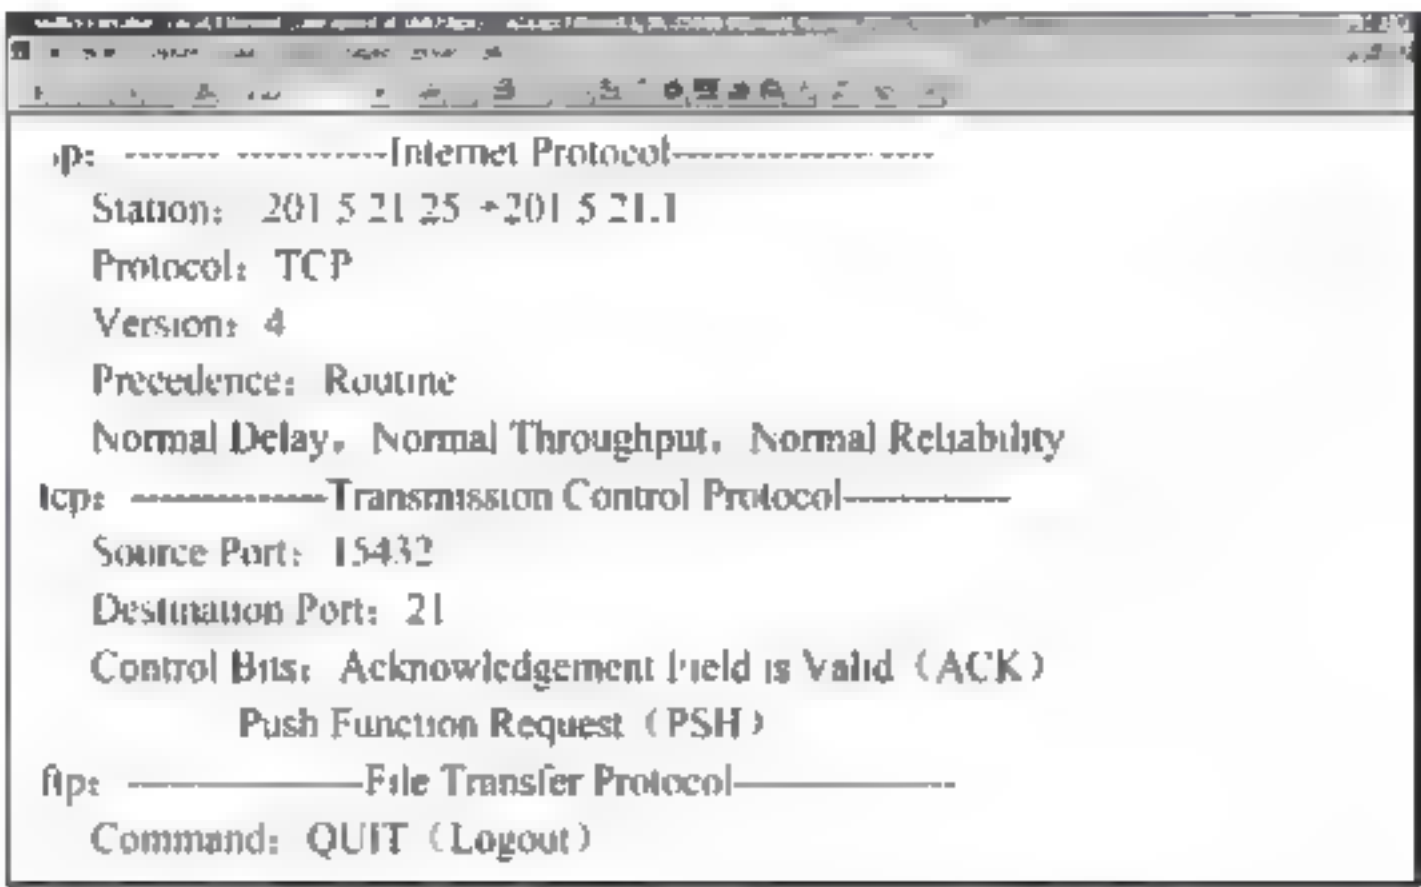 ip: ------- -----------Internet Protocol------------------- ----
Station: 201 5 21 25 →201 5 21.1
Protocol: TCP
Version: 4
Precedence: Routine
Normal Delay, Normal Throughput, Normal Reliability
tcp: --------------Transmission Control Protocol------------
Source Port: 15432
Destination Port: 21
Control Bits: Acknowledgement Field is Valid (ACK)
Push Function Request (PSH)
ftp: ——————File Transfer Protocol——————
Command: QUIT (Logout)